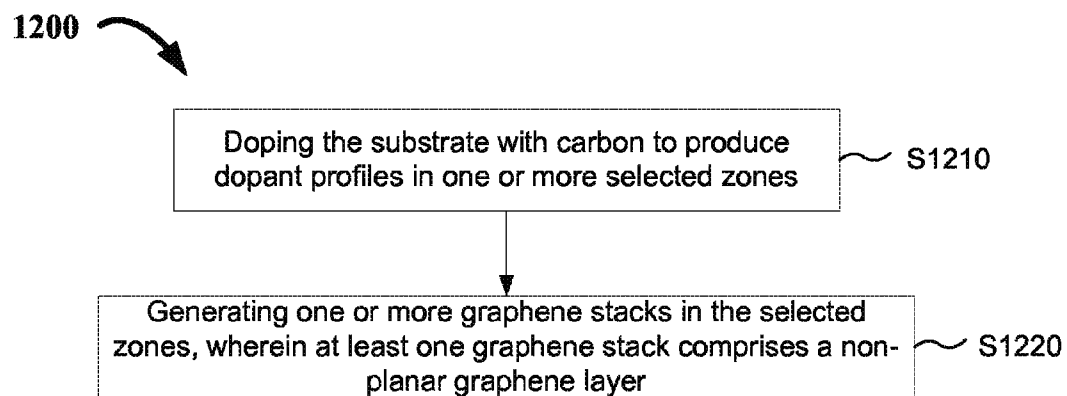 1200
Doping the substrate with carbon to produce
dopant profiles in one or more selected zones
S1210
Generating one or more graphene stacks in the selected
zones, wherein at least one graphene stack comprises a non-
planar graphene layer
S1220